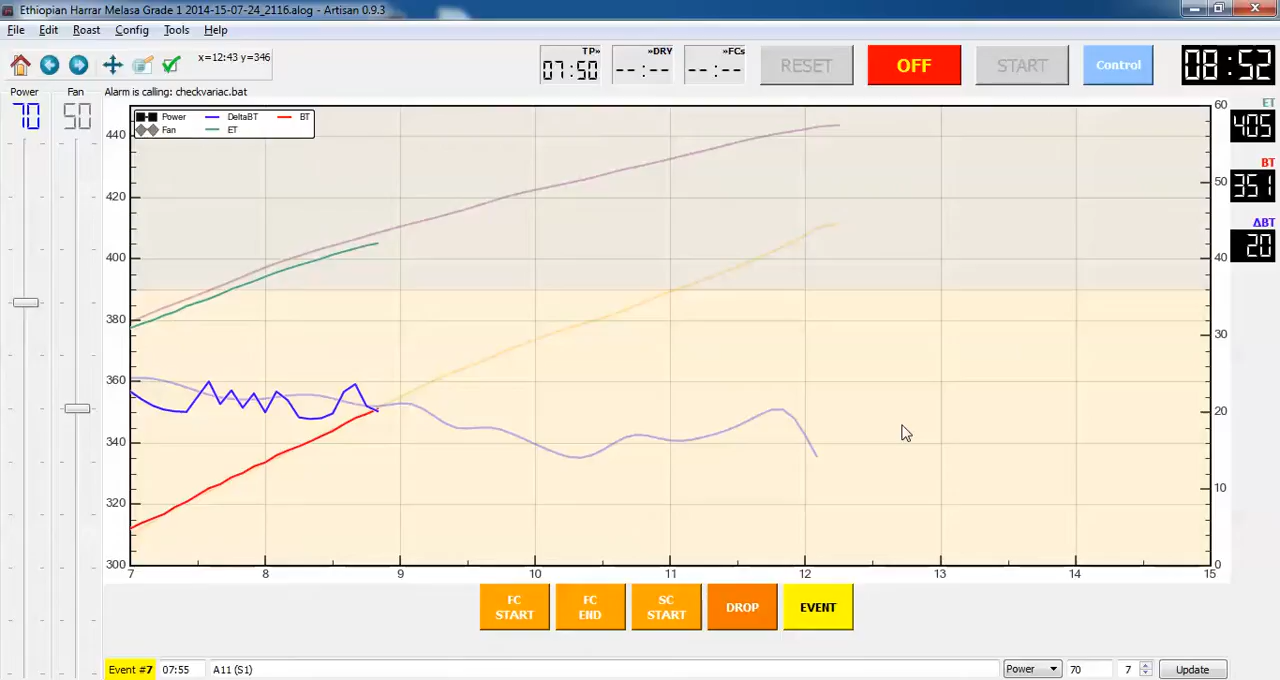 Ethiopian Harrar Melasa Grade 1 2014-15-07-24_2116.alog - Artisan 0.9.3
File Edit Roast Config Tools Help
x=12:43 y=346
TP» »DRY »FCs
07:50 --:-- --:--
RESET OFF START Control 08:52
Power Fan Alarm is calling: checkvariac.bat
70 50
Power DeltaBT BT
Fan ET
440
420
400
380
360
340
320
300
60
50
40
30
20
10
0
ET
405
BT
351
ΔBT
20
7 8 9 10 11 12 13 14 15
FC START
FC END
SC START
DROP
EVENT
Event #7 07:55 A11 (S1) Power 70 7 Update